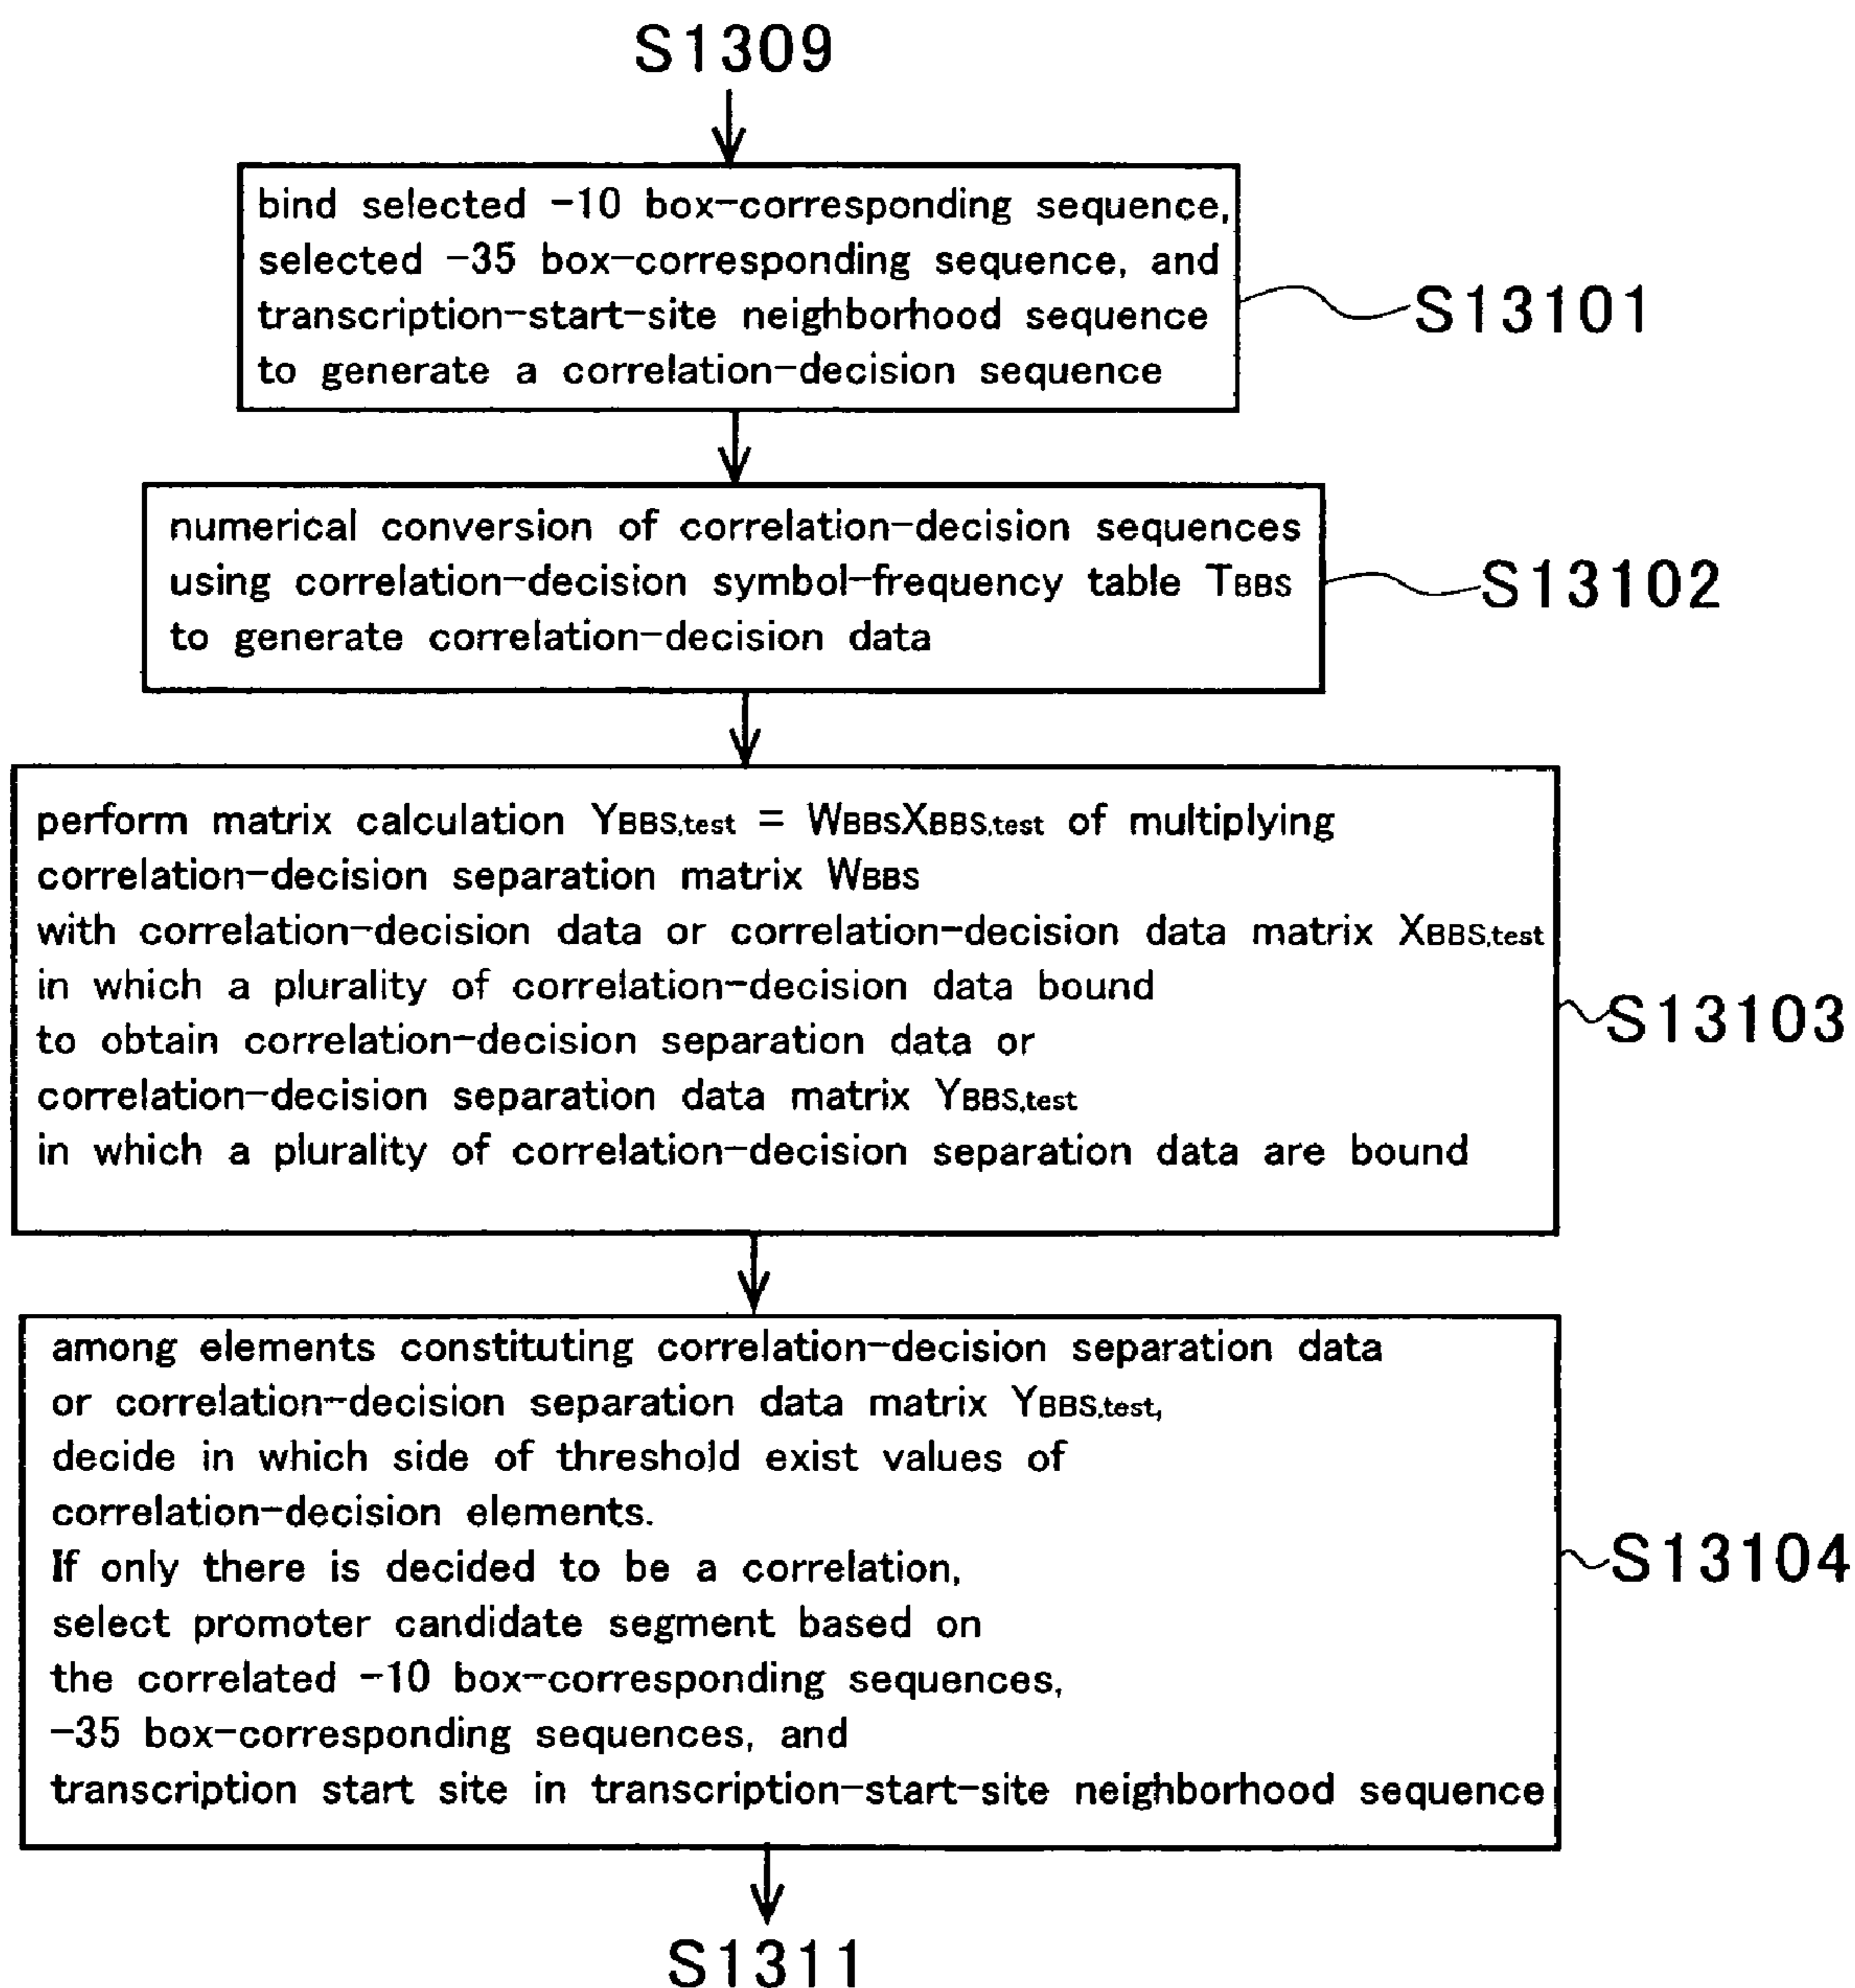 S1309
bind selected -10 box-corresponding sequence,
selected -35 box-corresponding sequence, and
transcription-start-site neighborhood sequence
to generate a correlation-decision sequence
S13101
numerical conversion of correlation-decision sequences
using correlation-decision symbol-frequency table TBBS
to generate correlation-decision data
S13102
perform matrix calculation YBBS,test = WBBSXBBS,test of multiplying
correlation-decision separation matrix WBBS
with correlation-decision data or correlation-decision data matrix XBBS,test
in which a plurality of correlation-decision data bound
to obtain correlation-decision separation data or
correlation-decision separation data matrix YBBS,test
in which a plurality of correlation-decision separation data are bound
S13103
among elements constituting correlation-decision separation data
or correlation-decision separation data matrix YBBS,test,
decide in which side of threshold exist values of
correlation-decision elements.
If only there is decided to be a correlation,
select promoter candidate segment based on
the correlated -10 box-corresponding sequences,
-35 box-corresponding sequences, and
transcription start site in transcription-start-site neighborhood sequence
S13104
S1311